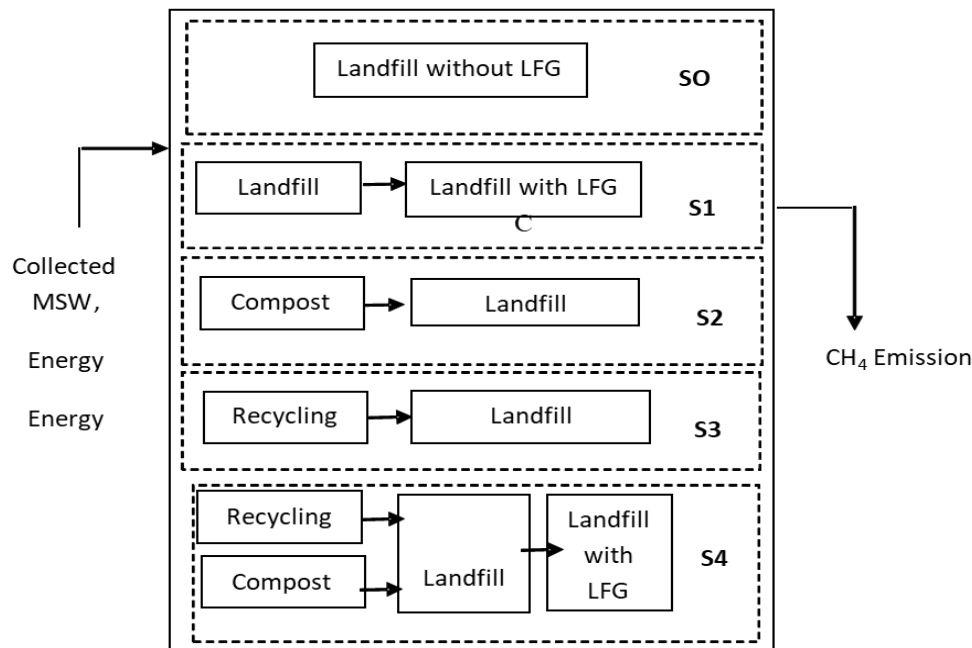 Landfill without LFG
SO
Landfill
Landfill with LFG
C
S1
Collected
MSW,
Energy
Energy
Compost
Landfill
S2
CH₄ Emission
Recycling
Landfill
S3
Recycling
Compost
Landfill
Landfill
with
LFG
S4